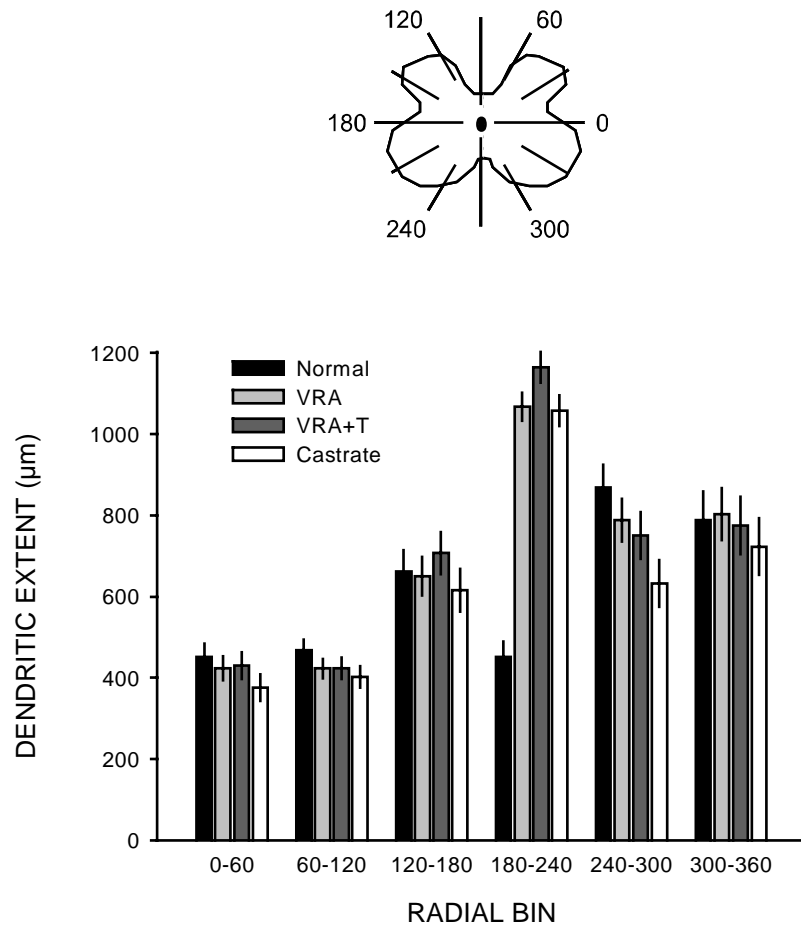 120 60
180 0
240 300
1200
1000
800
600
400
200
0
DENDRITIC EXTENT (µm)
Normal
VRA
VRA+T
Castrate
0-60 60-120 120-180 180-240 240-300 300-360
RADIAL BIN